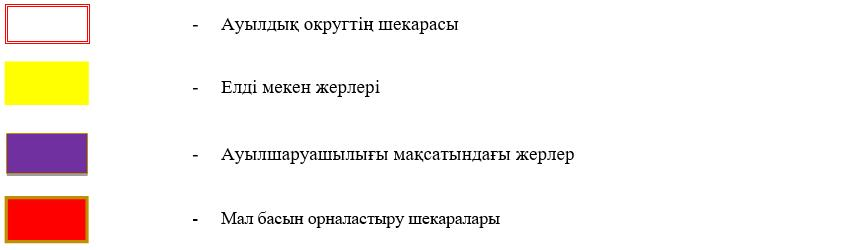 - Ауылдық округтің шекарасы
- Елді мекен жерлері
- Ауылшаруашылығы мақсатындағы жерлер
- Мал басын орналастыру шекаралары